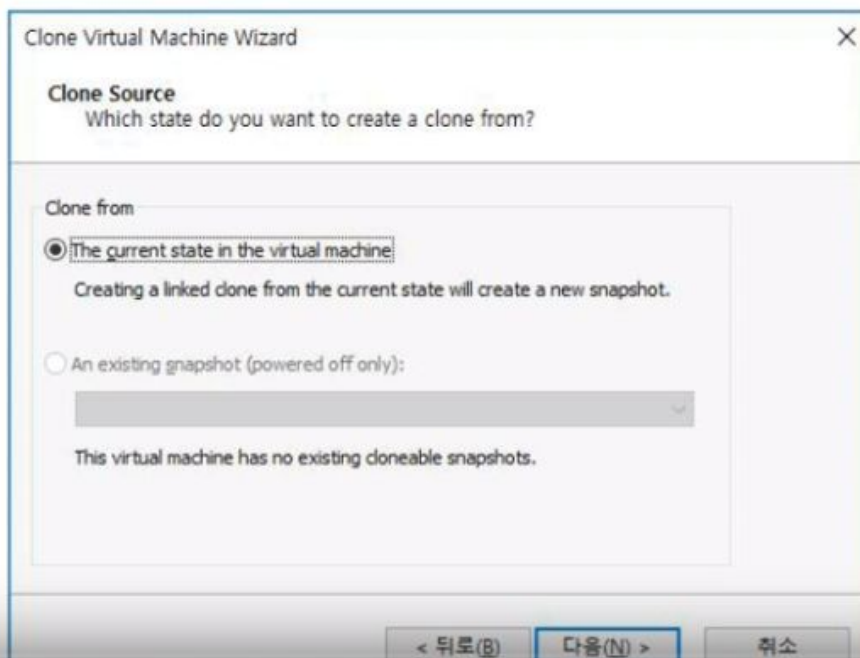 Clone Virtual Machine Wizard
Clone Source
Which state do you want to create a clone from?
Clone from
The current state in the virtual machine
Creating a linked clone from the current state will create a new snapshot.
An existing snapshot (powered off only):
This virtual machine has no existing cloneable snapshots.
< 뒤로(B) 다음(N) > 취소